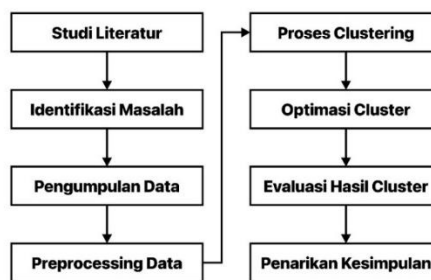 Studi Literatur
Identifikasi Masalah
Pengumpulan Data
Preprocessing Data
Proses Clustering
Optimasi Cluster
Evaluasi Hasil Cluster
Penarikan Kesimpulan